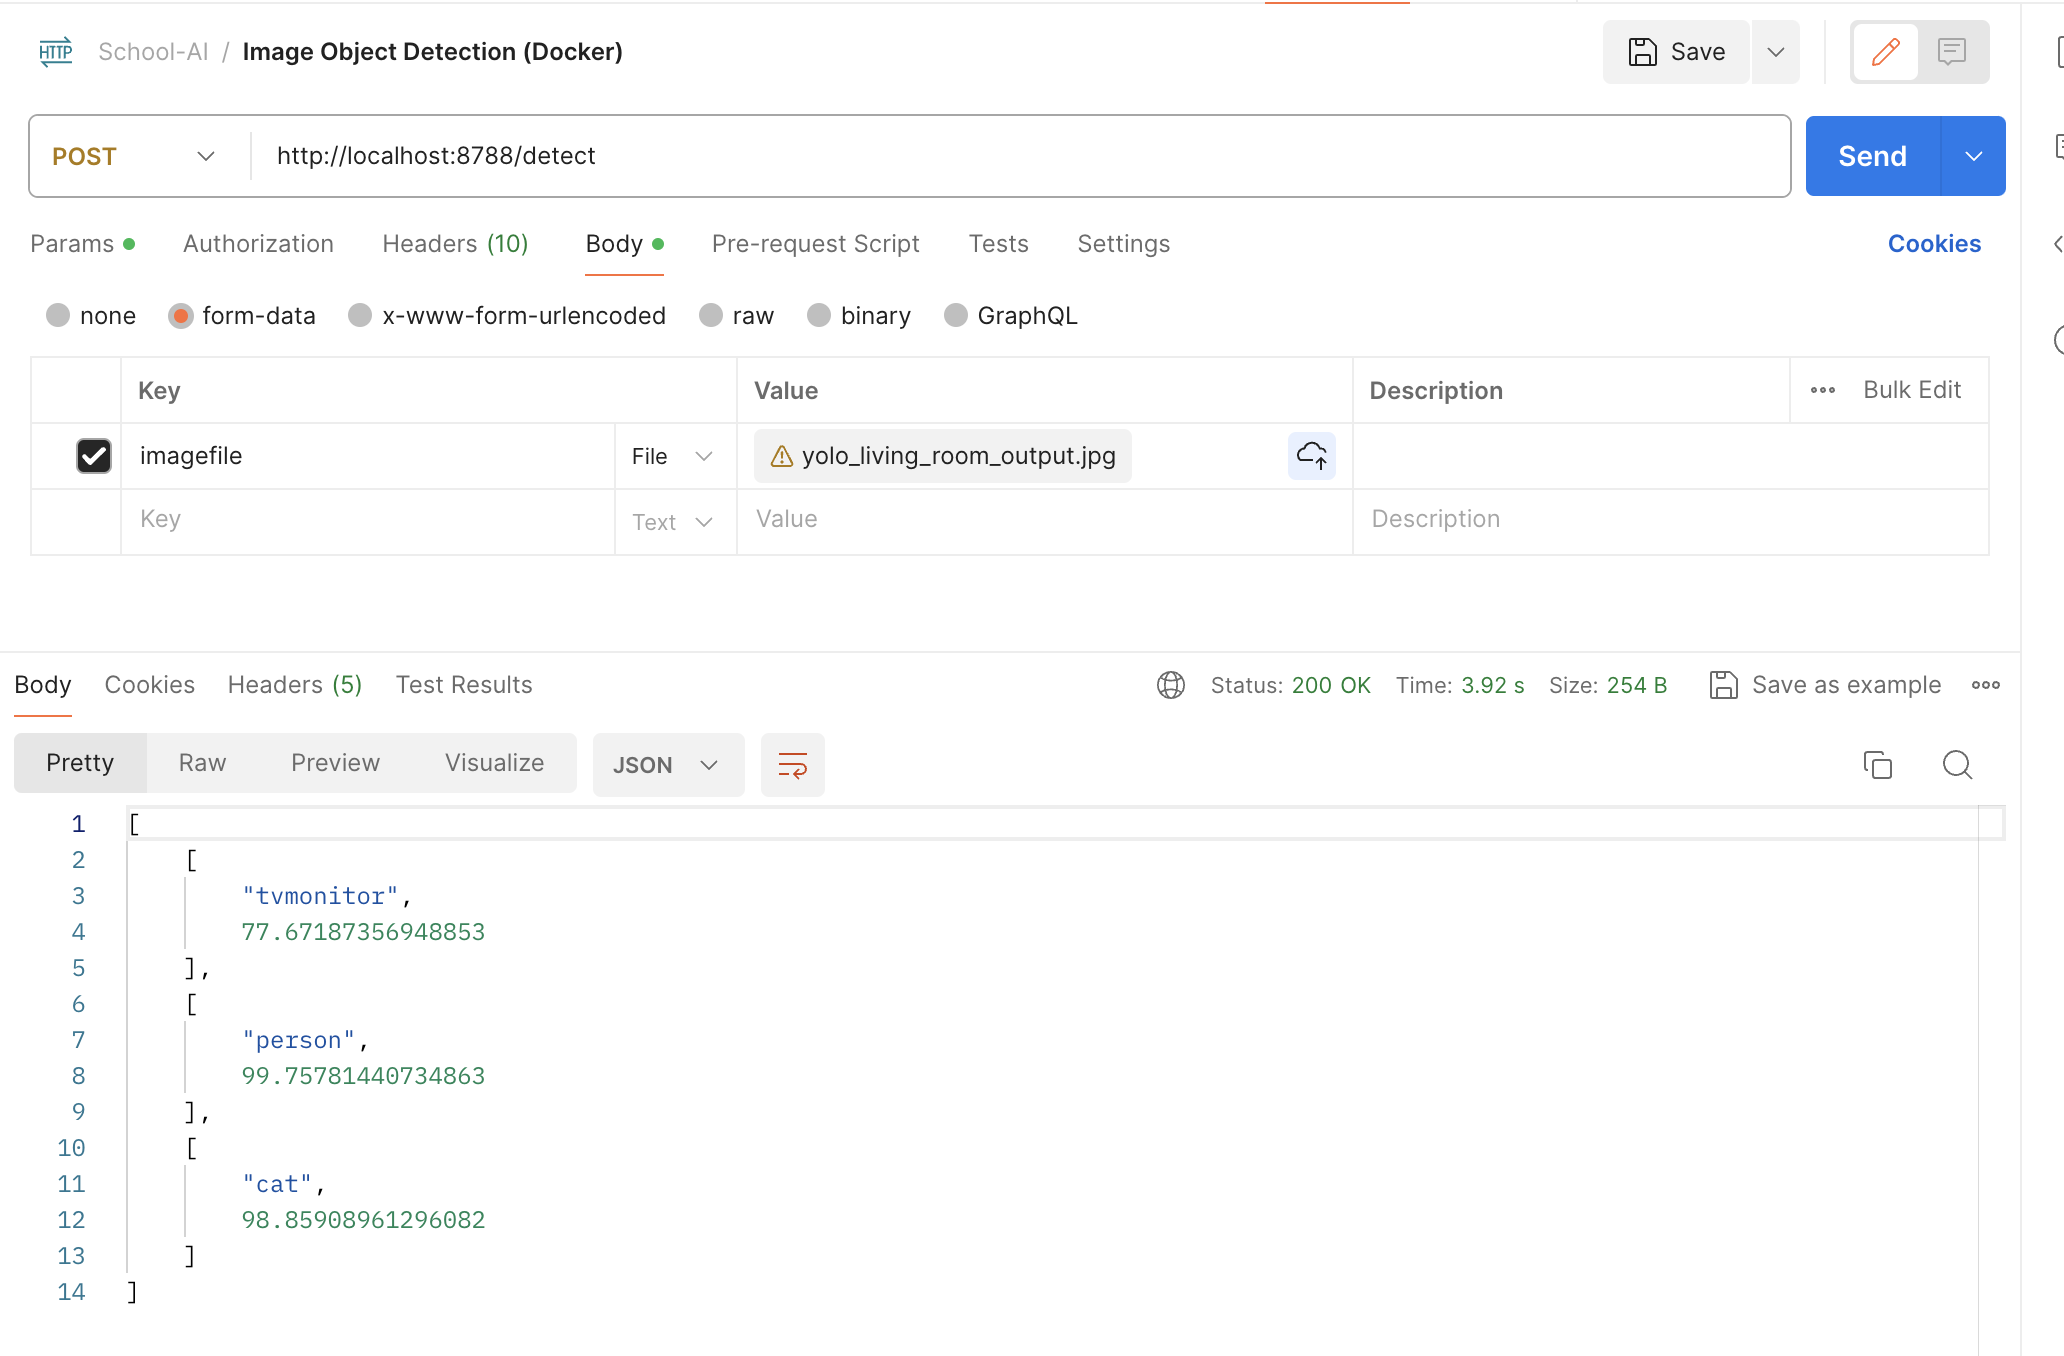 HTTP School-AI / Image Object Detection (Docker) Save
POST http://localhost:8788/detect Send
Params Authorization Headers (10) Body Pre-request Script Tests Settings Cookies
none form-data x-www-form-urlencoded raw binary GraphQL
Key Value Description Bulk Edit
imagefile File yolo_living_room_output.jpg
Key Text Value Description
Body Cookies Headers (5) Test Results Status: 200 OK Time: 3.92 s Size: 254 B Save as example
Pretty Raw Preview Visualize JSON
1 [
2 [
3 "tvmonitor",
4 77.67187356948853
5 ],
6 [
7 "person",
8 99.75781440734863
9 ],
10 [
11 "cat",
12 98.85908961296082
13 ]
14 ]